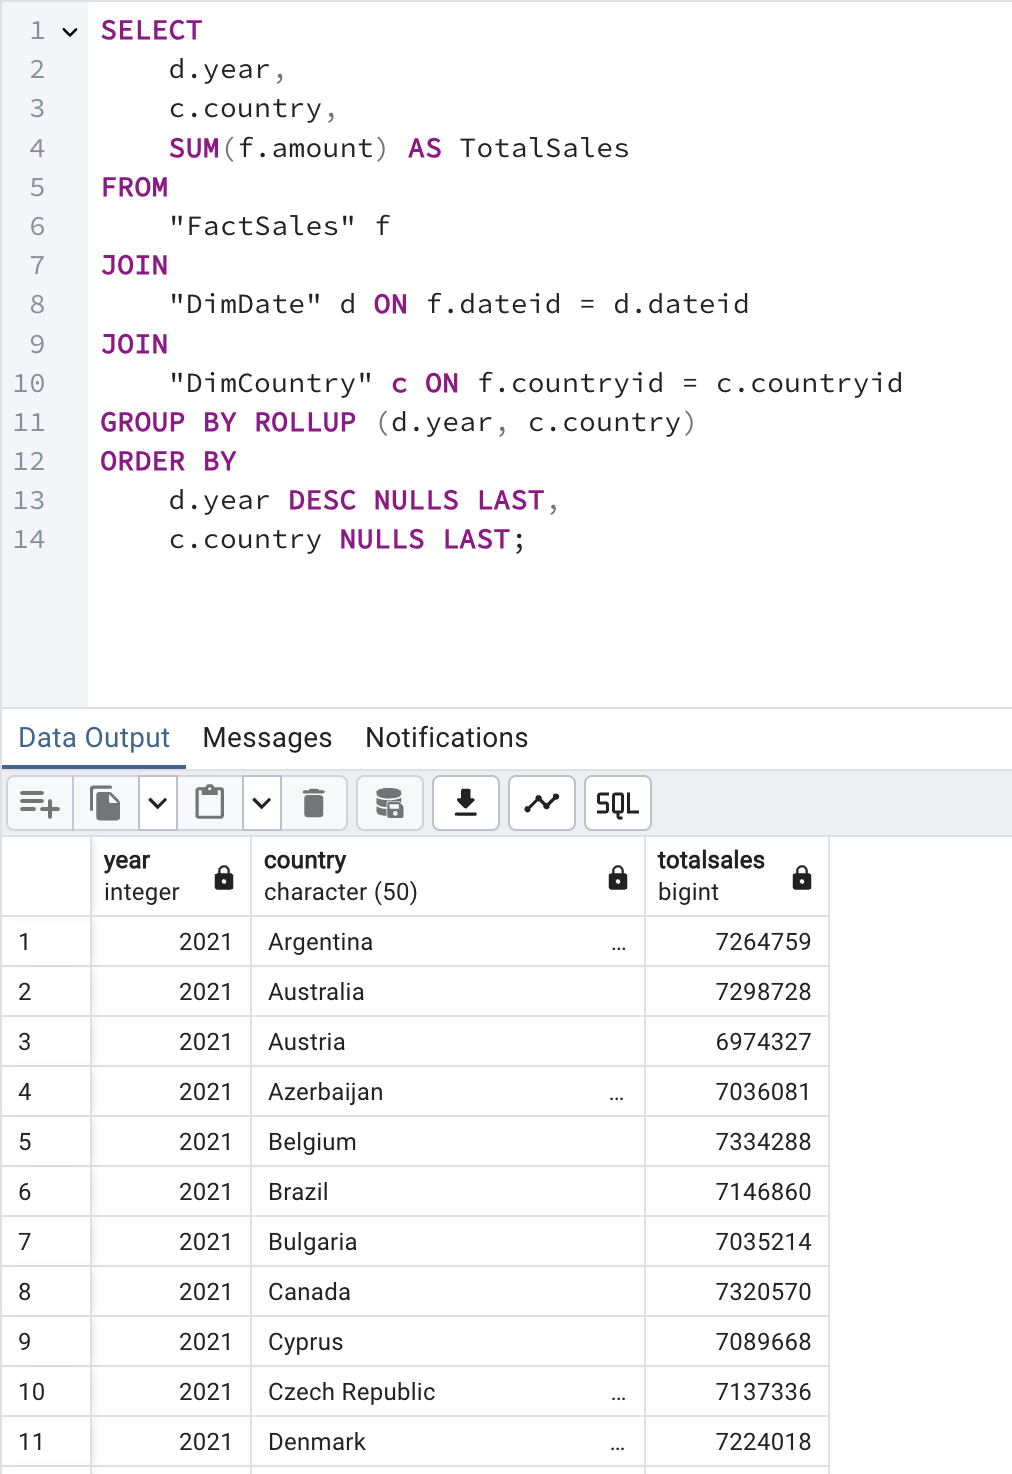 1 SELECT
2 d.year,
3 c.country,
4 SUM(f.amount) AS TotalSales
5 FROM
6 "FactSales" f
7 JOIN
8 "DimDate" d ON f.dateid = d.dateid
9 JOIN
10 "DimCountry" c ON f.countryid = c.countryid
11 GROUP BY ROLLUP (d.year, c.country)
12 ORDER BY
13 d.year DESC NULLS LAST,
14 c.country NULLS LAST;
Data Output Messages Notifications
SQL
year country totalsales
integer character (50) bigint
1 2021 Argentina ... 7264759
2 2021 Australia 7298728
3 2021 Austria 6974327
4 2021 Azerbaijan ... 7036081
5 2021 Belgium 7334288
6 2021 Brazil 7146860
7 2021 Bulgaria 7035214
8 2021 Canada 7320570
9 2021 Cyprus 7089668
10 2021 Czech Republic ... 7137336
11 2021 Denmark ... 7224018